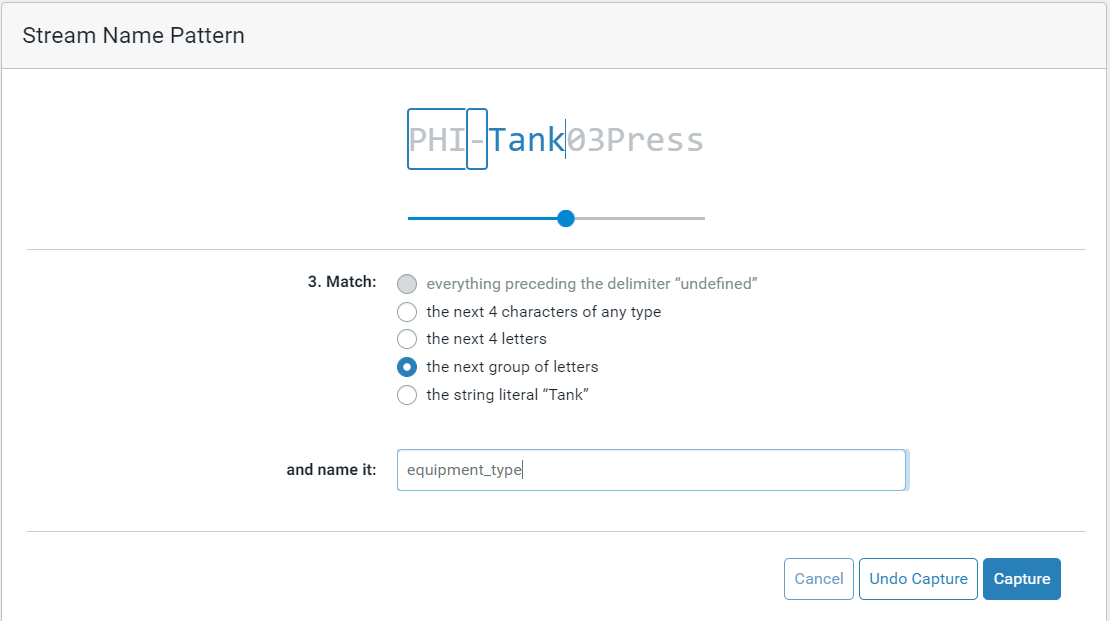 Stream Name Pattern
PHI-Tank03Press
3. Match:
everything preceding the delimiter “undefined”
the next 4 characters of any type
the next 4 letters
the next group of letters
the string literal “Tank”
and name it: equipment_type
Cancel Undo Capture Capture